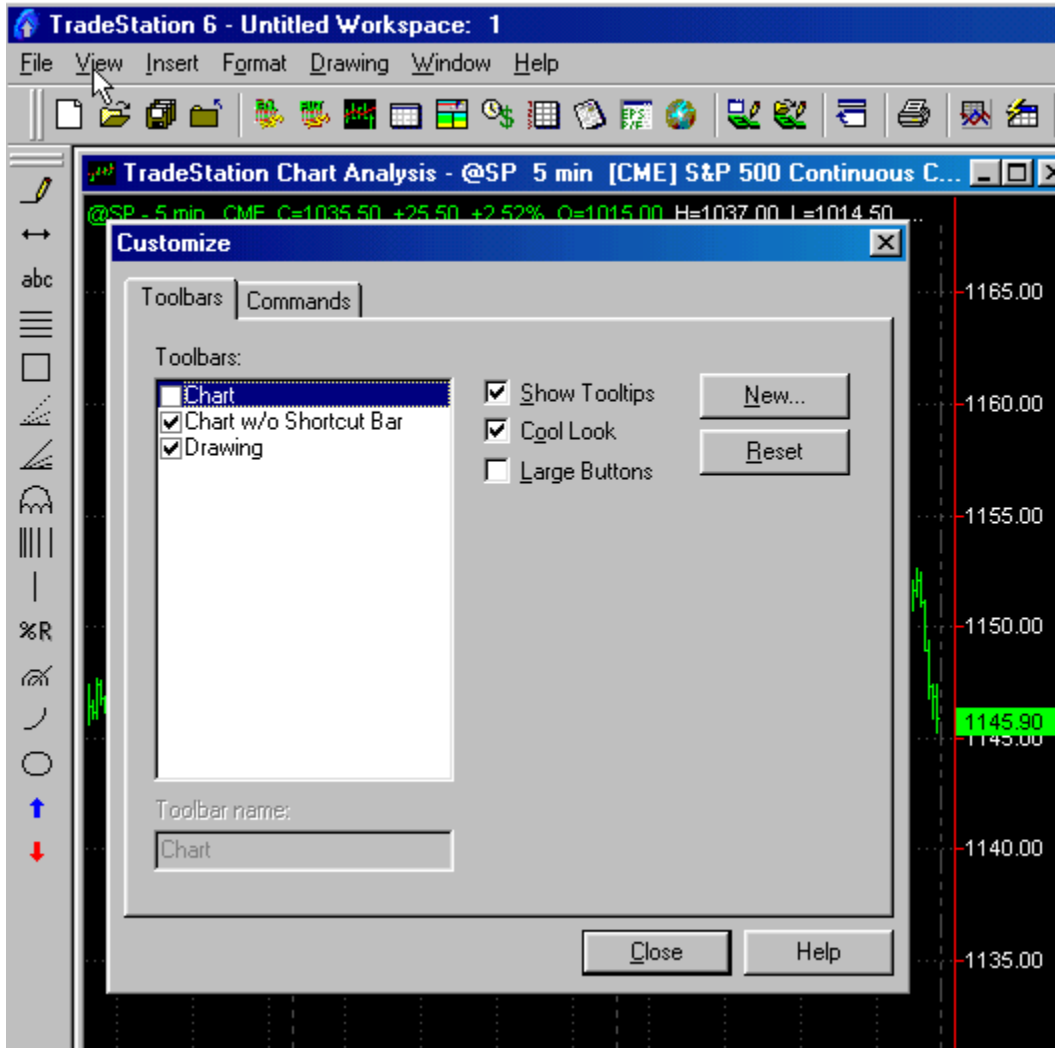 TradeStation 6 - Untitled Workspace: 1
File View Insert Format Drawing Window Help
TradeStation Chart Analysis - @SP 5 min [CME] S&P 500 Continuous C...
@SP - 5 min CME C=1035.50 +25.50 +2.52% O=1015.00 H=1037.00 L=1014.50 ...
Customize
Toolbars Commands
Toolbars:
Chart
Chart w/o Shortcut Bar
Drawing
Show Tooltips
Cool Look
Large Buttons
New...
Reset
Toolbar name:
Chart
Close Help
abc
%R
1165.00
1160.00
1155.00
1150.00
1145.90
1145.00
1140.00
1135.00